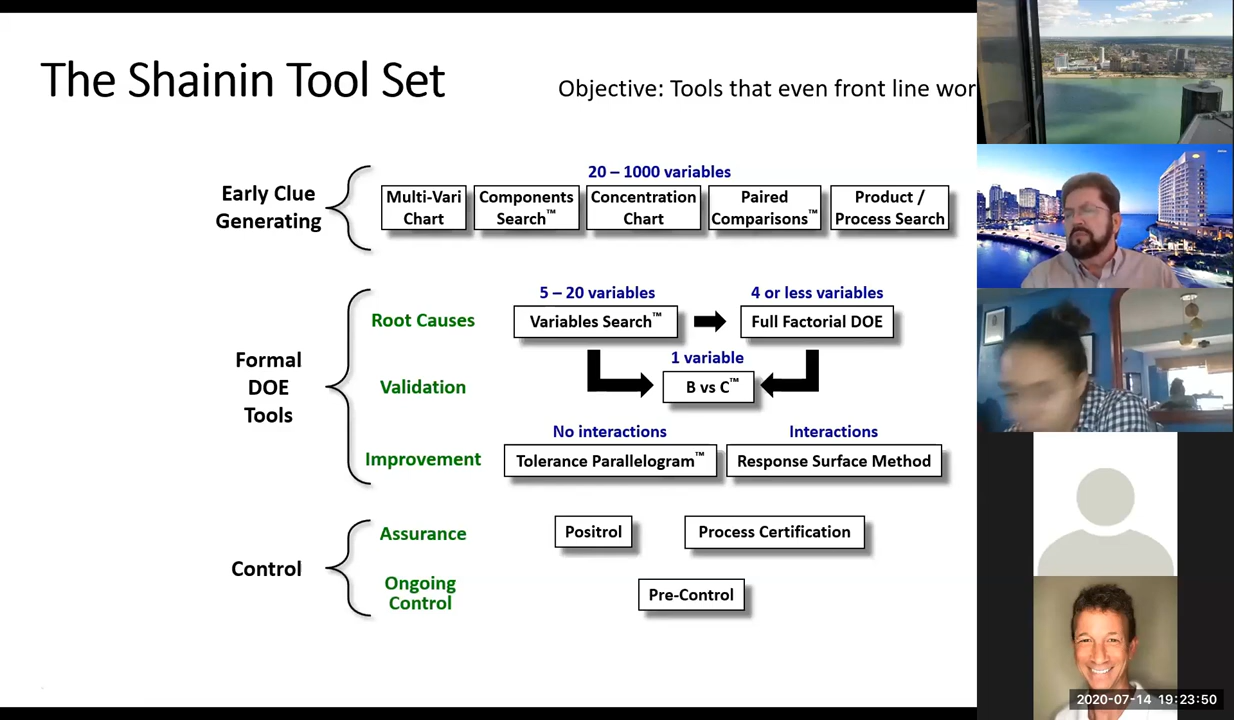 The Shainin Tool Set
Objective: Tools that even front line wor
20 – 1000 variables
Early Clue
Generating
Multi-Vari
Chart
Components
Search™
Concentration
Chart
Paired
Comparisons™
Product /
Process Search
5 – 20 variables
4 or less variables
Root Causes
Variables Search™
Full Factorial DOE
Formal
DOE
Tools
1 variable
Validation
B vs C™
No interactions
Interactions
Improvement
Tolerance Parallelogram™
Response Surface Method
Control
Assurance
Positrol
Process Certification
Ongoing
Control
Pre-Control
2020-07-14 19:23:50